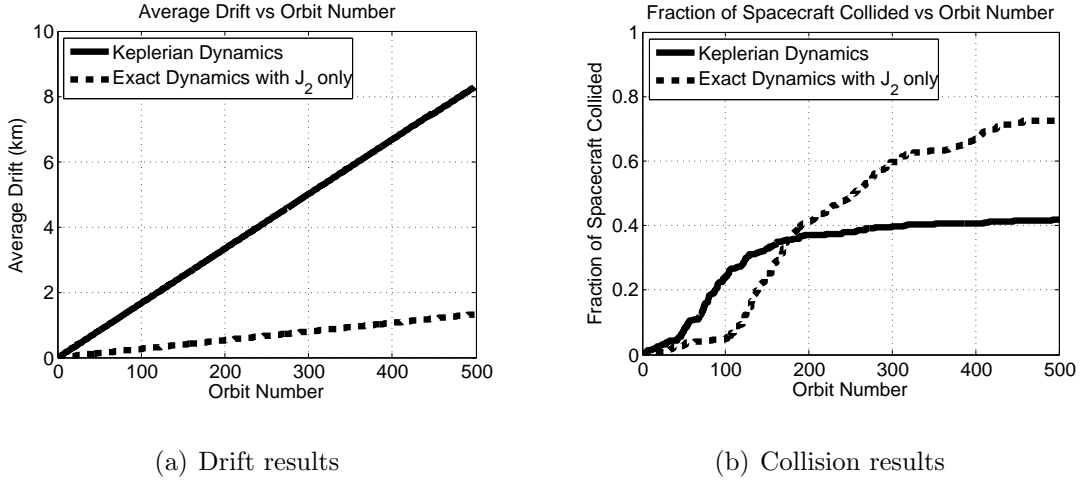 Average Drift vs Orbit Number
10
8
6
4
2
0
0 100 200 300 400 500
Average Drift (km)
Orbit Number
Keplerian Dynamics
Exact Dynamics with J2 only
(a) Drift results
Fraction of Spacecraft Collided vs Orbit Number
1
0.8
0.6
0.4
0.2
0
0 100 200 300 400 500
Fraction of Spacecraft Collided
Orbit Number
Keplerian Dynamics
Exact Dynamics with J2 only
(b) Collision results